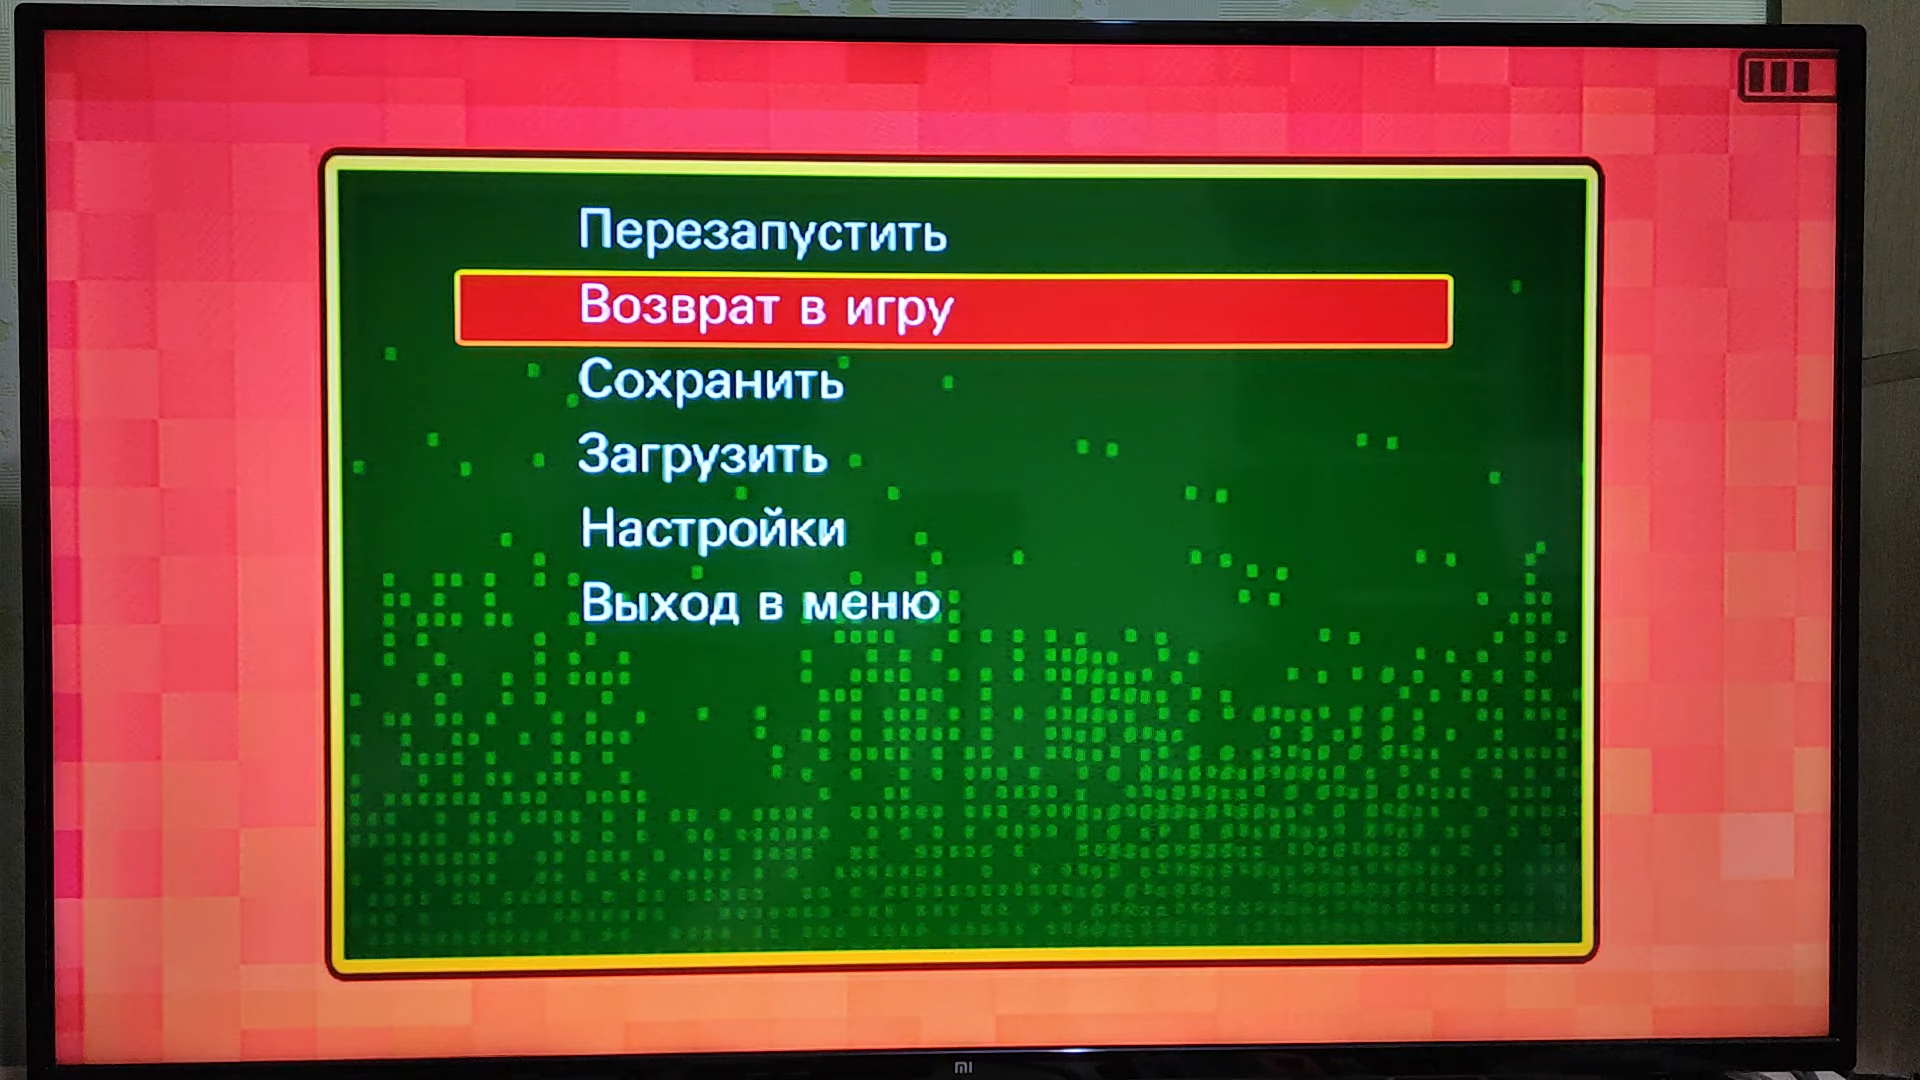 Перезапустить
Возврат в игру
Сохранить
Загрузить
Настройки
Выход в меню
mi